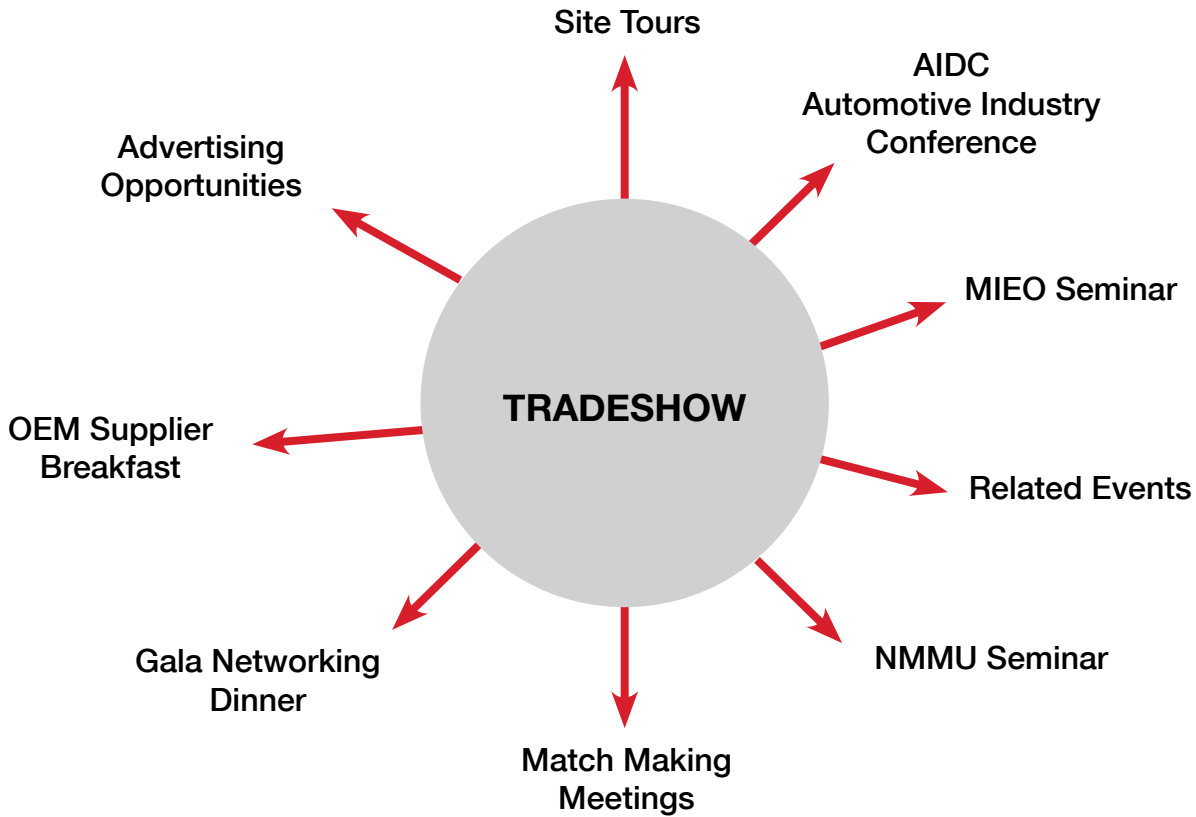 Site Tours
AIDC
Automotive Industry
Conference
Advertising
Opportunities
MIEO Seminar
TRADESHOW
OEM Supplier
Breakfast
Related Events
Gala Networking
Dinner
NMMU Seminar
Match Making
Meetings